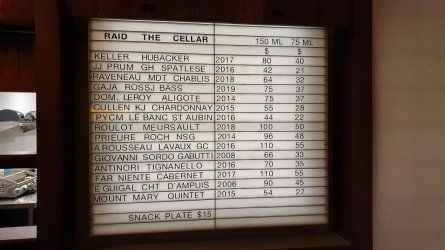 RAID THE CELLAR 150 ML 75 ML
$ $
KELLER HUBACKER 2017 80 40
JJ PRUM GH SPATLESE 2016 42 21
RAVENEAU MDT CHABLIS 2018 64 32
GAJA ROSSJ BASS 2019 75 37
DOM. LEROY ALIGOTE 2014 75 37
CULLEN KJ CHARDONNAY 2015 55 28
PYCM LE BANC ST AUBIN 2016 44 22
ROULOT MEURSAULT 2018 100 50
PRIEURE ROCH NSG 2014 96 48
A ROUSSEAU LAVAUX GC 2016 110 55
GIOVANNI SORDO GABUTTI 2008 66 33
ANTINORI TIGNANELLO 2016 70 35
FAR NIENTE CABERNET 2017 110 55
E GUIGAL CHT D'AMPUIS 2006 90 45
MOUNT MARY QUINTET 2015 54 27
SNACK PLATE $15